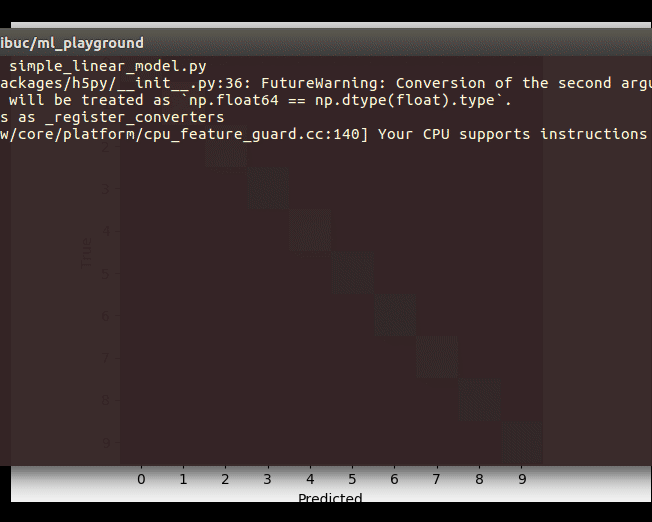 ibuc/ml_playground
simple_linear_model.py
ackages/h5py/__init__.py:36: FutureWarning: Conversion of the second argu
will be treated as `np.float64 == np.dtype(float).type`.
s as _register_converters
w/core/platform/cpu_feature_guard.cc:140] Your CPU supports instructions
3
4
True
5
6
7
8
9
0 1 2 3 4 5 6 7 8 9
Predicted